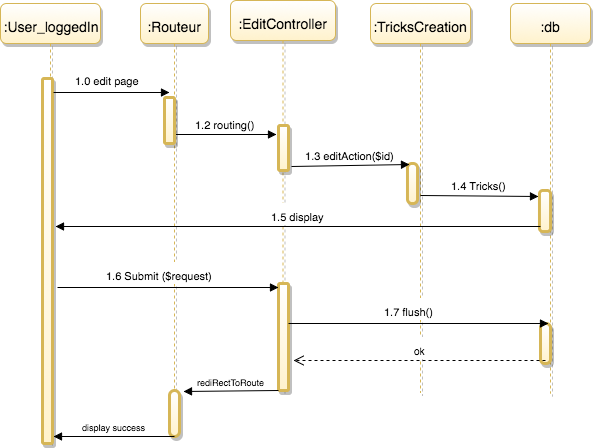 :User_loggedIn
:Routeur
:EditController
:TricksCreation
:db
1.0 edit page
1.2 routing()
1.3 editAction($id)
1.4 Tricks()
1.5 display
1.6 Submit ($request)
1.7 flush()
ok
rediRectToRoute
display success